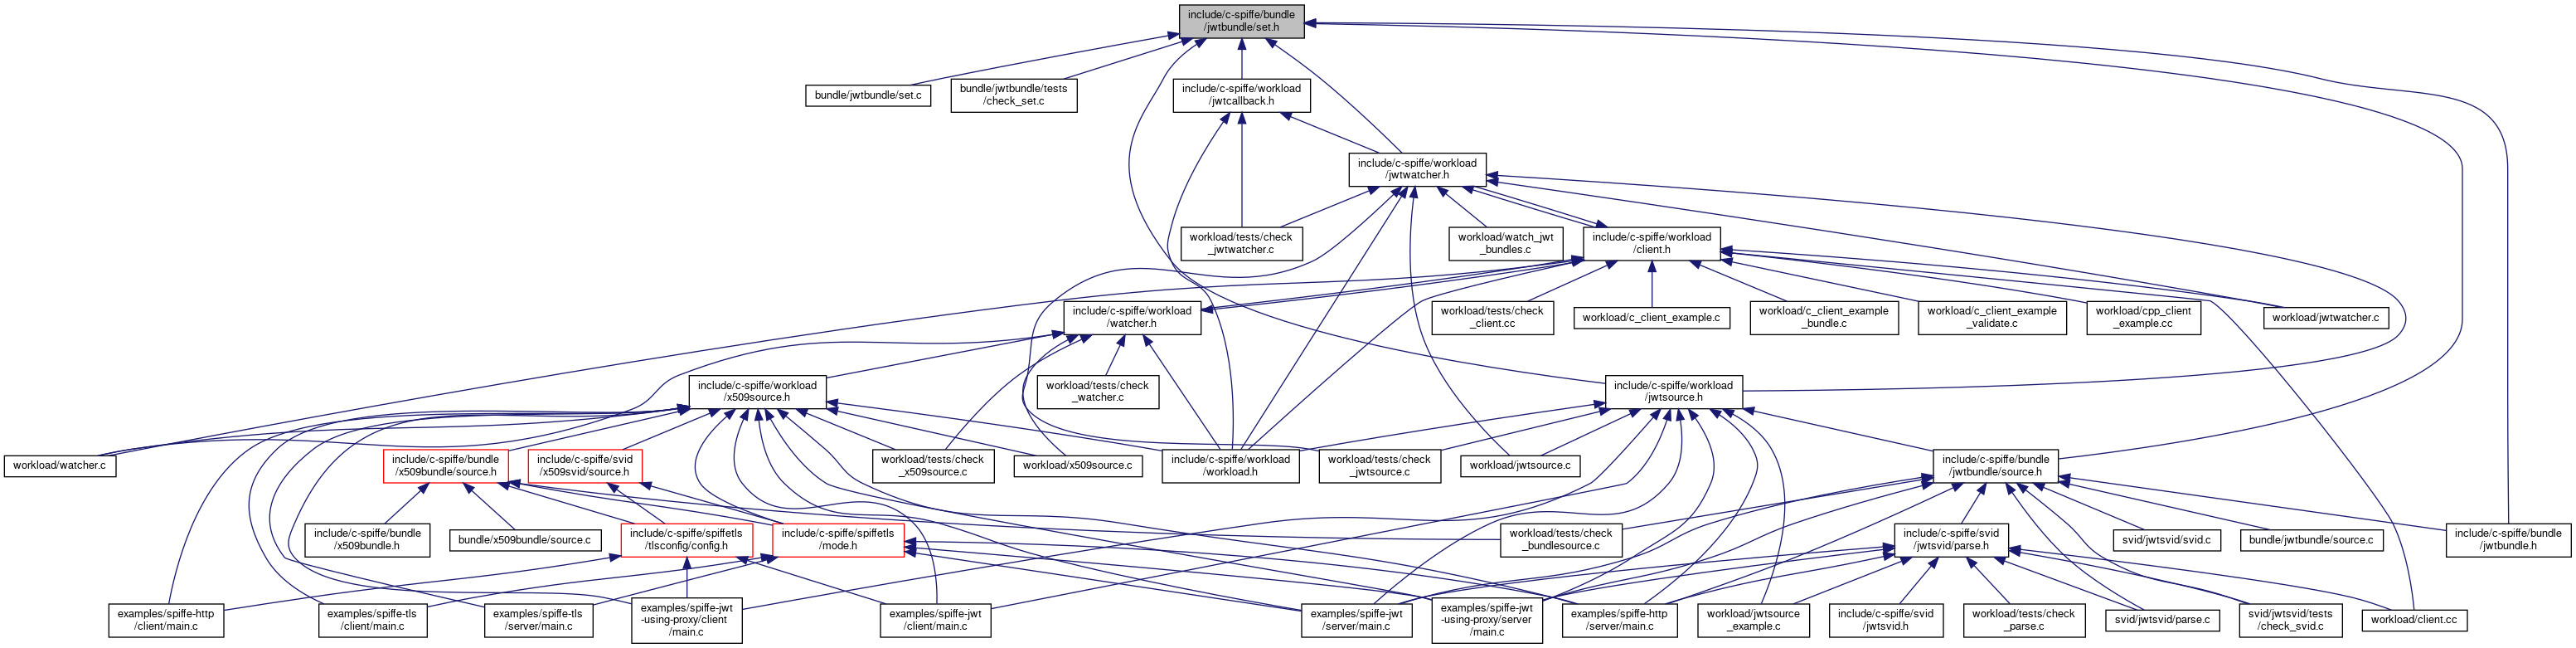 include/c-spiffe/bundle
/jwtbundle/set.h
bundle/jwtbundle/set.c
bundle/jwtbundle/tests
/check_set.c
include/c-spiffe/workload
/jwtcallback.h
include/c-spiffe/workload
/jwtwatcher.h
workload/tests/check
_jwtwatcher.c
workload/watch_jwt
_bundles.c
include/c-spiffe/workload
/client.h
include/c-spiffe/workload
/watcher.h
workload/tests/check
_client.cc
workload/c_client_example.c
workload/c_client_example
_bundle.c
workload/c_client_example
_validate.c
workload/cpp_client
_example.cc
workload/jwtwatcher.c
include/c-spiffe/workload
/x509source.h
workload/tests/check
_watcher.c
include/c-spiffe/workload
/jwtsource.h
workload/watcher.c
include/c-spiffe/bundle
/x509bundle/source.h
include/c-spiffe/svid
/x509svid/source.h
workload/tests/check
_x509source.c
workload/x509source.c
include/c-spiffe/workload
/workload.h
workload/tests/check
_jwtsource.c
workload/jwtsource.c
include/c-spiffe/bundle
/jwtbundle/source.h
include/c-spiffe/bundle
/x509bundle.h
bundle/x509bundle/source.c
include/c-spiffe/spiffetls
/tlsconfig/config.h
include/c-spiffe/spiffetls
/mode.h
workload/tests/check
_bundlesource.c
include/c-spiffe/svid
/jwtsvid/parse.h
svid/jwtsvid/svid.c
bundle/jwtbundle/source.c
include/c-spiffe/bundle
/jwtbundle.h
examples/spiffe-http
/client/main.c
examples/spiffe-tls
/client/main.c
examples/spiffe-tls
/server/main.c
examples/spiffe-jwt
-using-proxy/client
/main.c
examples/spiffe-jwt
/client/main.c
examples/spiffe-jwt
/server/main.c
examples/spiffe-jwt
-using-proxy/server
/main.c
examples/spiffe-http
/server/main.c
workload/jwtsource
_example.c
include/c-spiffe/svid
/jwtsvid.h
workload/tests/check
_parse.c
svid/jwtsvid/parse.c
svid/jwtsvid/tests
/check_svid.c
workload/client.cc